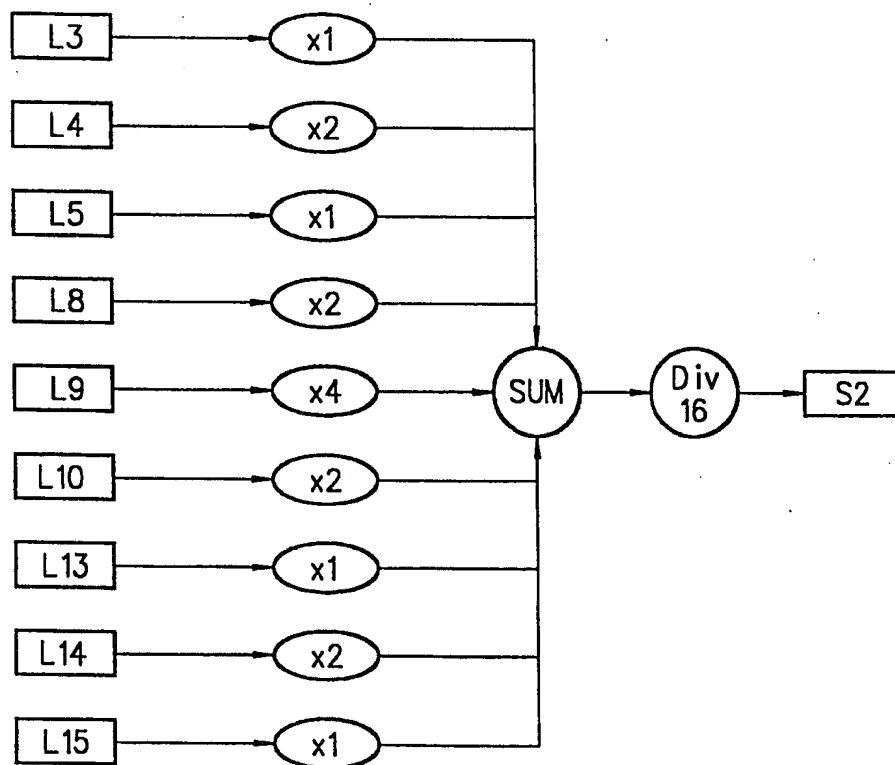 L3 x1
L4 x2
L5 x1
L8 x2
L9 x4 SUM Div 16 S2
L10 x2
L13 x1
L14 x2
L15 x1